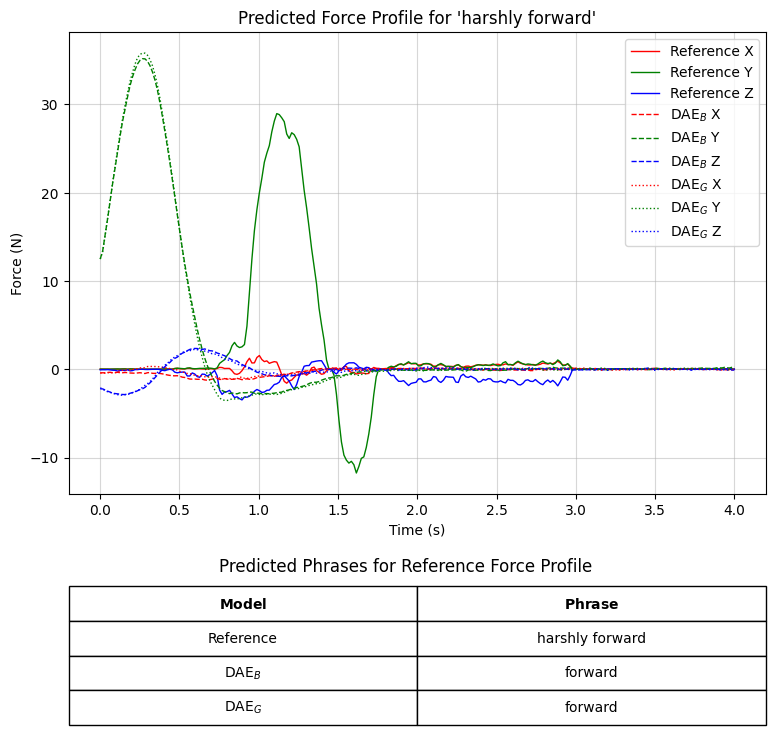 Predicted Force Profile for 'harshly forward'
Reference X
Reference Y
Reference Z
DAE_B X
DAE_B Y
DAE_B Z
DAE_G X
DAE_G Y
DAE_G Z
Force (N)
30
20
10
0
−10
0.0 0.5 1.0 1.5 2.0 2.5 3.0 3.5 4.0
Time (s)
Predicted Phrases for Reference Force Profile
Model Phrase
Reference harshly forward
DAE_B forward
DAE_G forward